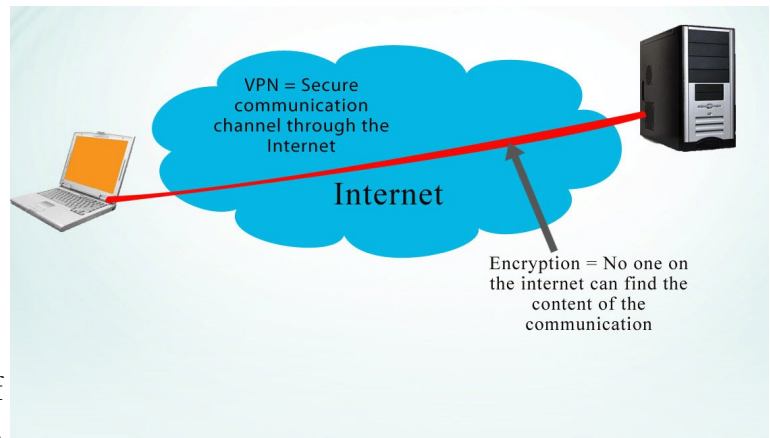 VPN = Secure
communication
channel through the
Internet
Internet
Encryption = No one on
the internet can find the
content of the
communication